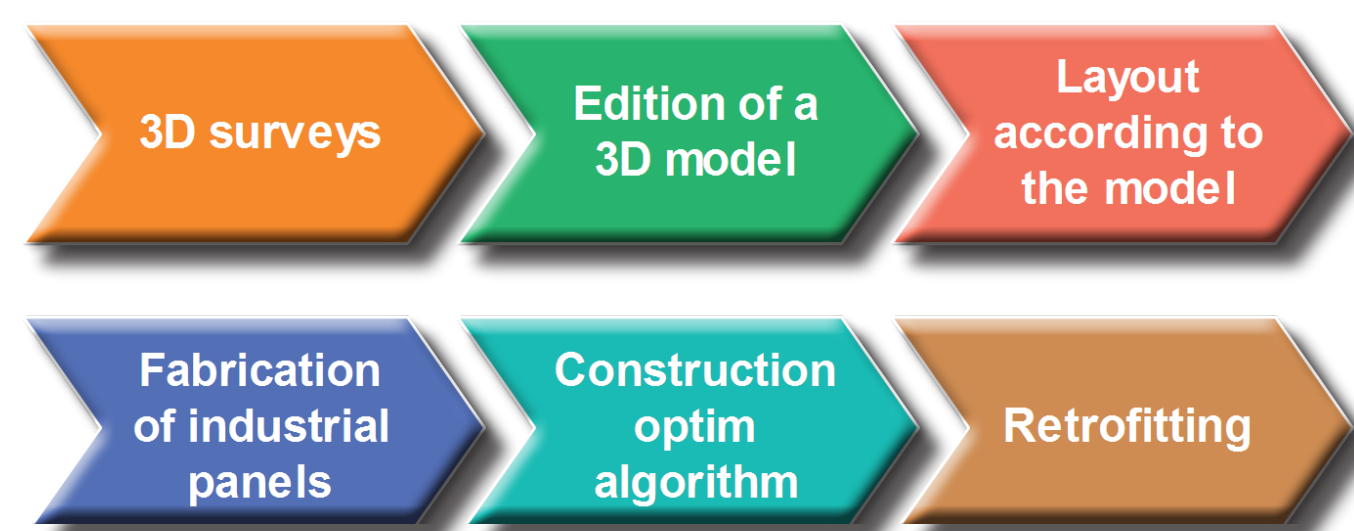 3D surveys
Edition of a
3D model
Layout
according to
the model
Fabrication
of industrial
panels
Construction
optim
algorithm
Retrofitting